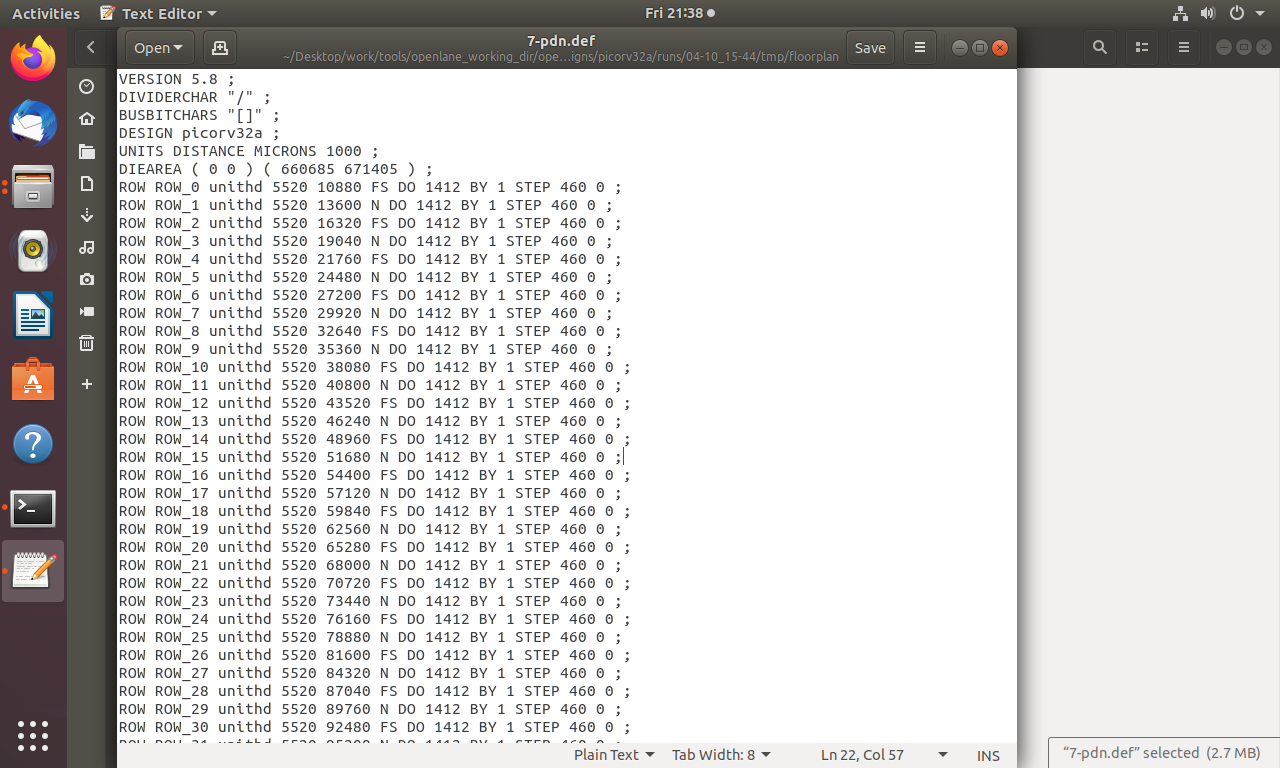 Activities
Text Editor
Fri 21:38
Open
7-pdn.def
~/Desktop/work/tools/openlane_working_dir/ope…igns/picorv32a/runs/04-10_15-44/tmp/floorplan
Save
VERSION 5.8 ;
DIVIDERCHAR "/" ;
BUSBITCHARS "[]" ;
DESIGN picorv32a ;
UNITS DISTANCE MICRONS 1000 ;
DIEAREA ( 0 0 ) ( 660685 671405 ) ;
ROW ROW_0 unithd 5520 10880 FS DO 1412 BY 1 STEP 460 0 ;
ROW ROW_1 unithd 5520 13600 N DO 1412 BY 1 STEP 460 0 ;
ROW ROW_2 unithd 5520 16320 FS DO 1412 BY 1 STEP 460 0 ;
ROW ROW_3 unithd 5520 19040 N DO 1412 BY 1 STEP 460 0 ;
ROW ROW_4 unithd 5520 21760 FS DO 1412 BY 1 STEP 460 0 ;
ROW ROW_5 unithd 5520 24480 N DO 1412 BY 1 STEP 460 0 ;
ROW ROW_6 unithd 5520 27200 FS DO 1412 BY 1 STEP 460 0 ;
ROW ROW_7 unithd 5520 29920 N DO 1412 BY 1 STEP 460 0 ;
ROW ROW_8 unithd 5520 32640 FS DO 1412 BY 1 STEP 460 0 ;
ROW ROW_9 unithd 5520 35360 N DO 1412 BY 1 STEP 460 0 ;
ROW ROW_10 unithd 5520 38080 FS DO 1412 BY 1 STEP 460 0 ;
ROW ROW_11 unithd 5520 40800 N DO 1412 BY 1 STEP 460 0 ;
ROW ROW_12 unithd 5520 43520 FS DO 1412 BY 1 STEP 460 0 ;
ROW ROW_13 unithd 5520 46240 N DO 1412 BY 1 STEP 460 0 ;
ROW ROW_14 unithd 5520 48960 FS DO 1412 BY 1 STEP 460 0 ;
ROW ROW_15 unithd 5520 51680 N DO 1412 BY 1 STEP 460 0 ;
ROW ROW_16 unithd 5520 54400 FS DO 1412 BY 1 STEP 460 0 ;
ROW ROW_17 unithd 5520 57120 N DO 1412 BY 1 STEP 460 0 ;
ROW ROW_18 unithd 5520 59840 FS DO 1412 BY 1 STEP 460 0 ;
ROW ROW_19 unithd 5520 62560 N DO 1412 BY 1 STEP 460 0 ;
ROW ROW_20 unithd 5520 65280 FS DO 1412 BY 1 STEP 460 0 ;
ROW ROW_21 unithd 5520 68000 N DO 1412 BY 1 STEP 460 0 ;
ROW ROW_22 unithd 5520 70720 FS DO 1412 BY 1 STEP 460 0 ;
ROW ROW_23 unithd 5520 73440 N DO 1412 BY 1 STEP 460 0 ;
ROW ROW_24 unithd 5520 76160 FS DO 1412 BY 1 STEP 460 0 ;
ROW ROW_25 unithd 5520 78880 N DO 1412 BY 1 STEP 460 0 ;
ROW ROW_26 unithd 5520 81600 FS DO 1412 BY 1 STEP 460 0 ;
ROW ROW_27 unithd 5520 84320 N DO 1412 BY 1 STEP 460 0 ;
ROW ROW_28 unithd 5520 87040 FS DO 1412 BY 1 STEP 460 0 ;
ROW ROW_29 unithd 5520 89760 N DO 1412 BY 1 STEP 460 0 ;
ROW ROW_30 unithd 5520 92480 FS DO 1412 BY 1 STEP 460 0 ;
Plain Text
Tab Width: 8
Ln 22, Col 57
INS
“7-pdn.def” selected (2.7 MB)